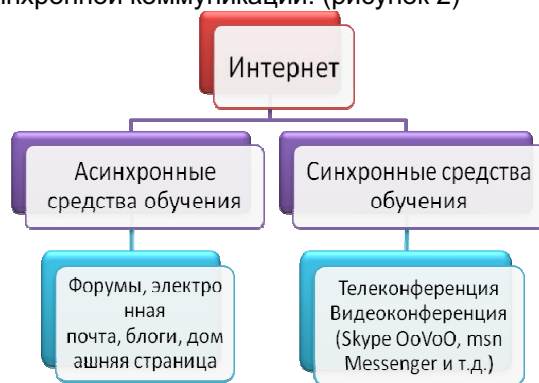 инхронной коммуникации. (рисунок 2)
Интернет
Асинхронные
средства обучения
Синхронные средства
обучения
Форумы, электро
нная
почта, блоги, дом
ашняя страница
Телеконференция
Видеоконференция
(Skype OoVoO, msn
Messenger и т.д.)